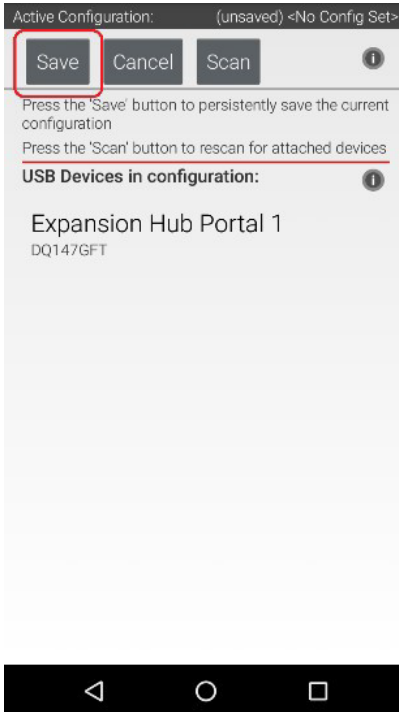 Active Configuration: (unsaved) <No Config Set>
Save Cancel Scan
Press the 'Save' button to persistently save the current
configuration
Press the 'Scan' button to rescan for attached devices
USB Devices in configuration:
Expansion Hub Portal 1
DQ147GFT